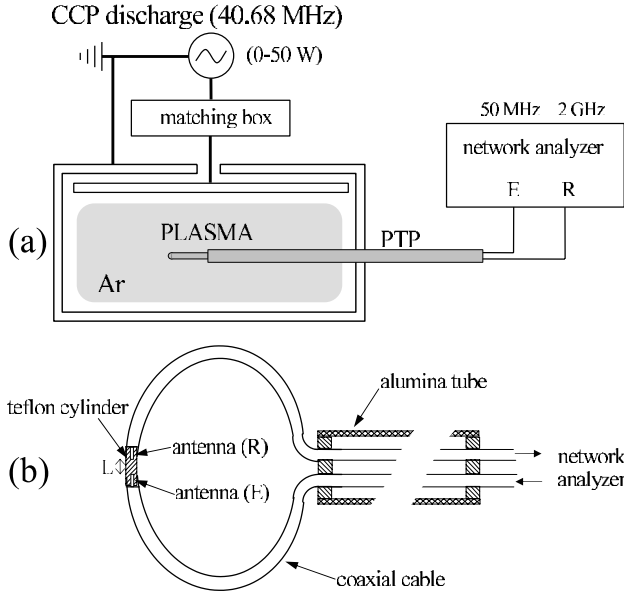 CCP discharge (40.68 MHz)
(0-50 W)
matching box
50 MHz 2 GHz
network analyzer
E R
(a)
PLASMA
PTP
Ar
alumina tube
teflon cylinder
antenna (R)
L
(b)
antenna (E)
network
analyzer
coaxial cable